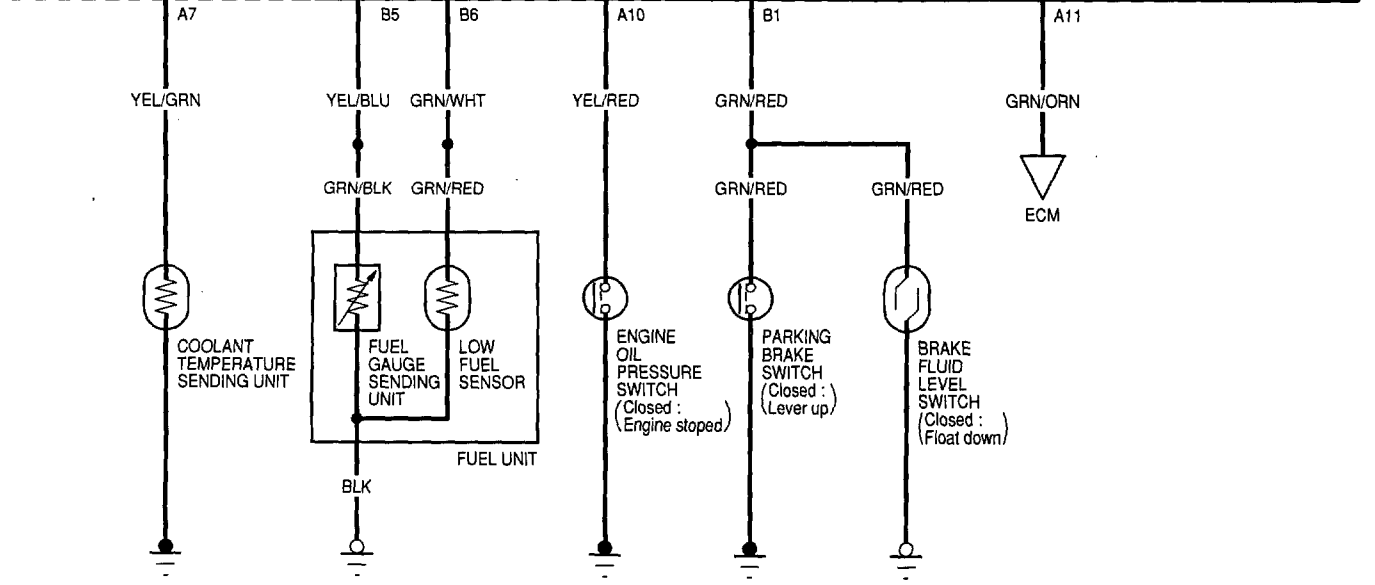 A7
B5
B6
A10
B1
A11
YEL/GRN
YEL/BLU
GRN/WHT
YEL/RED
GRN/RED
GRN/ORN
GRN/BLK
GRN/RED
GRN/RED
GRN/RED
ECM
COOLANT
TEMPERATURE
SENDING UNIT
FUEL
GAUGE
SENDING
UNIT
LOW
FUEL
SENSOR
ENGINE
OIL
PRESSURE
SWITCH
(Closed :
Engine stoped)
PARKING
BRAKE
SWITCH
(Closed :
Lever up)
BRAKE
FLUID
LEVEL
SWITCH
(Closed :
Float down)
FUEL UNIT
BLK